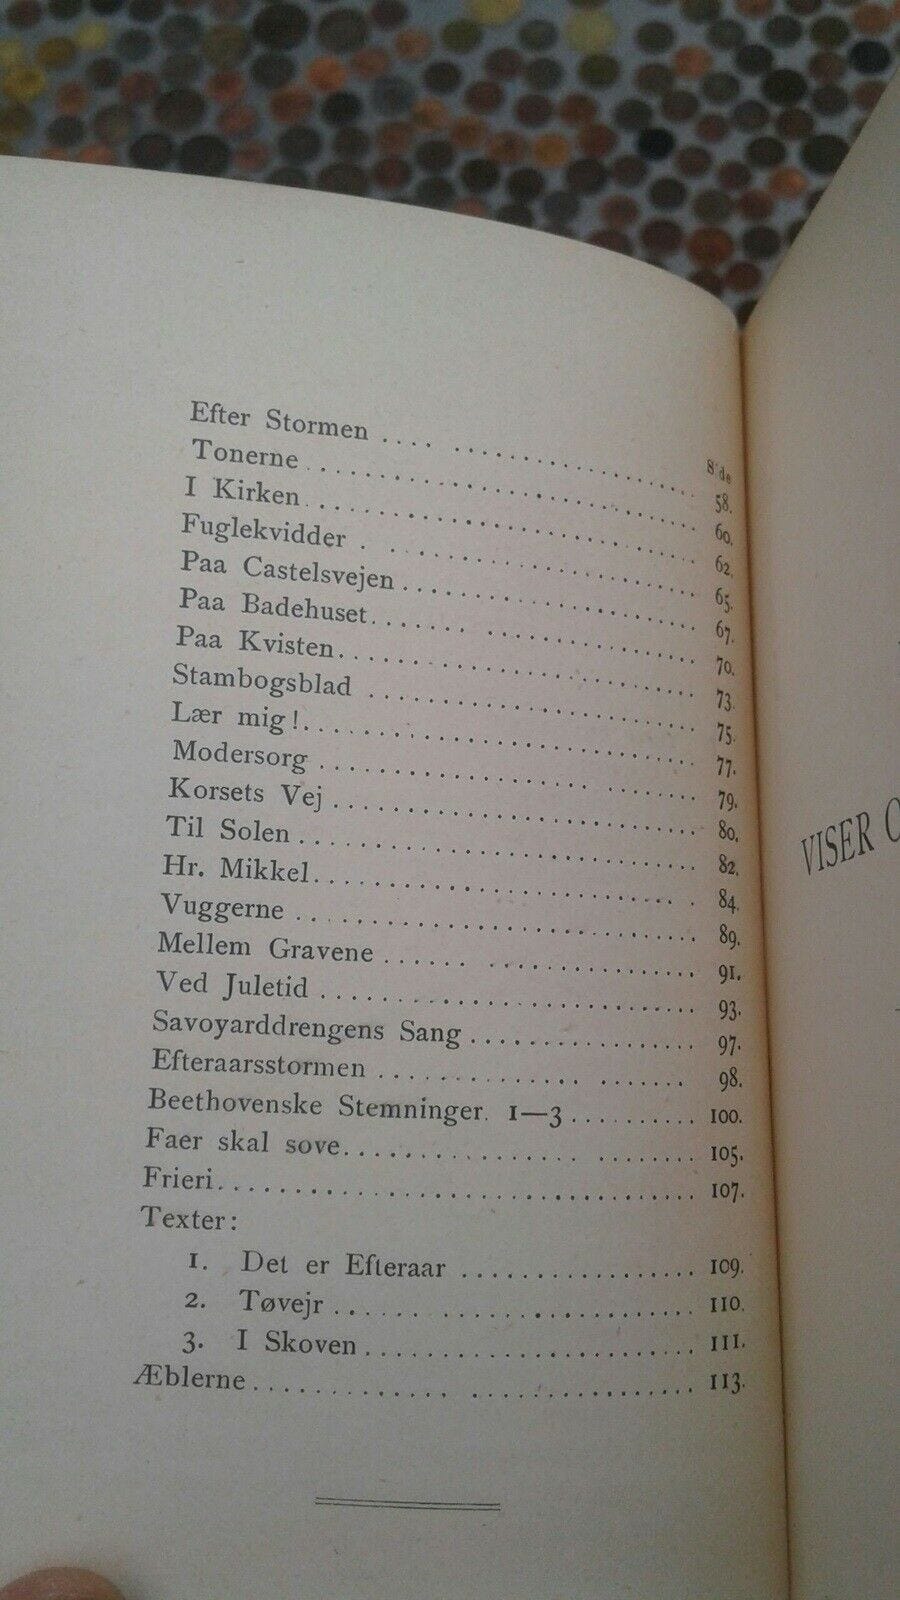 Side
Efter Stormen .... ..................... 58.
Tonerne ................................ 60.
I Kirken ............................... 62.
Fuglekvidder . ......................... 65.
Paa Castelsvejen ....................... 67.
Paa Badehuset....... ................... 70.
Paa Kvisten............................. 73.
Stambogsblad ........................... 75.
Lær mig!................................ 77.
Modersorg .............................. 79.
Korsets Vej ............................ 80.
Til Solen .............................. 82.
Hr. Mikkel.............................. 84.
Vuggerne ............................... 89.
Mellem Gravene ...... .................. 91.
Ved Juletid ............................ 93.
Savoyarddrengens Sang .................. 97.
Efteraarsstormen ............ ....... 98.
Beethovenske Stemninger. 1—3 .......... 100.
Faer skal sove................ ....... 105.
Frieri................................. 107.
Texter:
1. Det er Efteraar .................. 109.
2. Tøvejr ........................... 110.
3. I Skoven ......................... 111.
Æblerne............. ................. 113.
VISER O